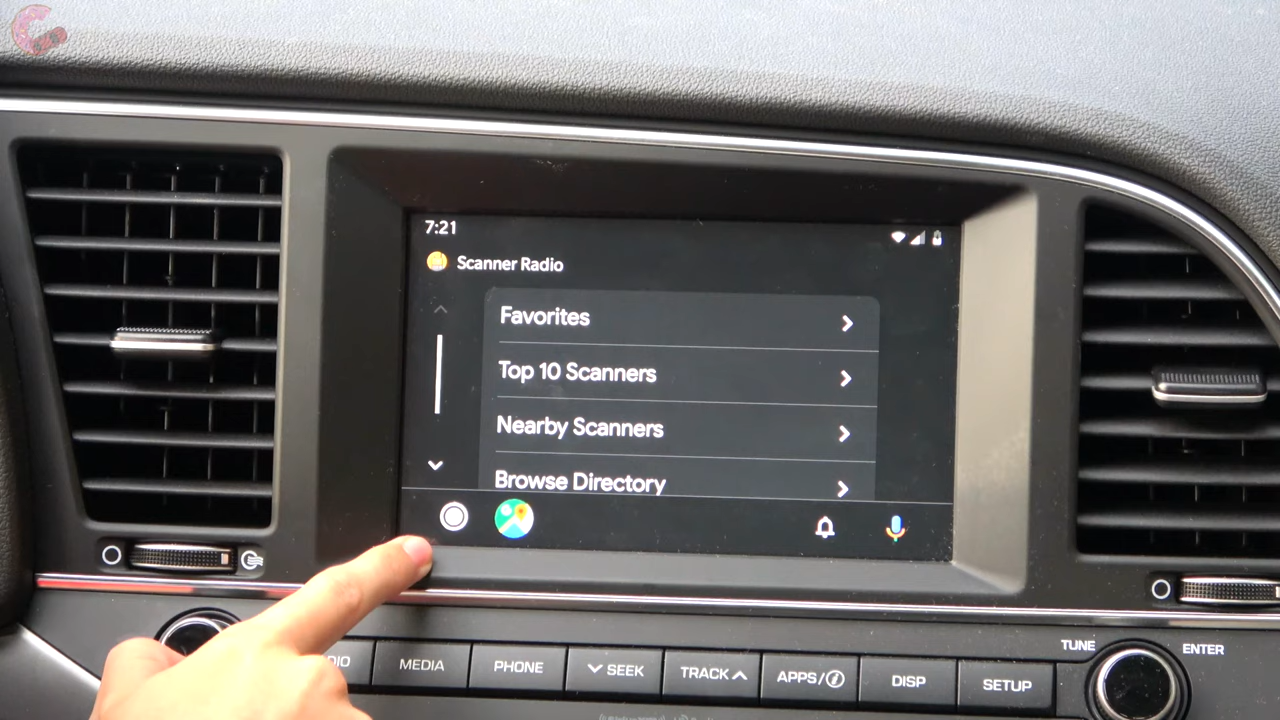 7:21
Scanner Radio
Favorites
Top 10 Scanners
Nearby Scanners
Browse Directory
DIO
MEDIA
PHONE
SEEK
TRACK
APPS/i
DISP
SETUP
TUNE
ENTER